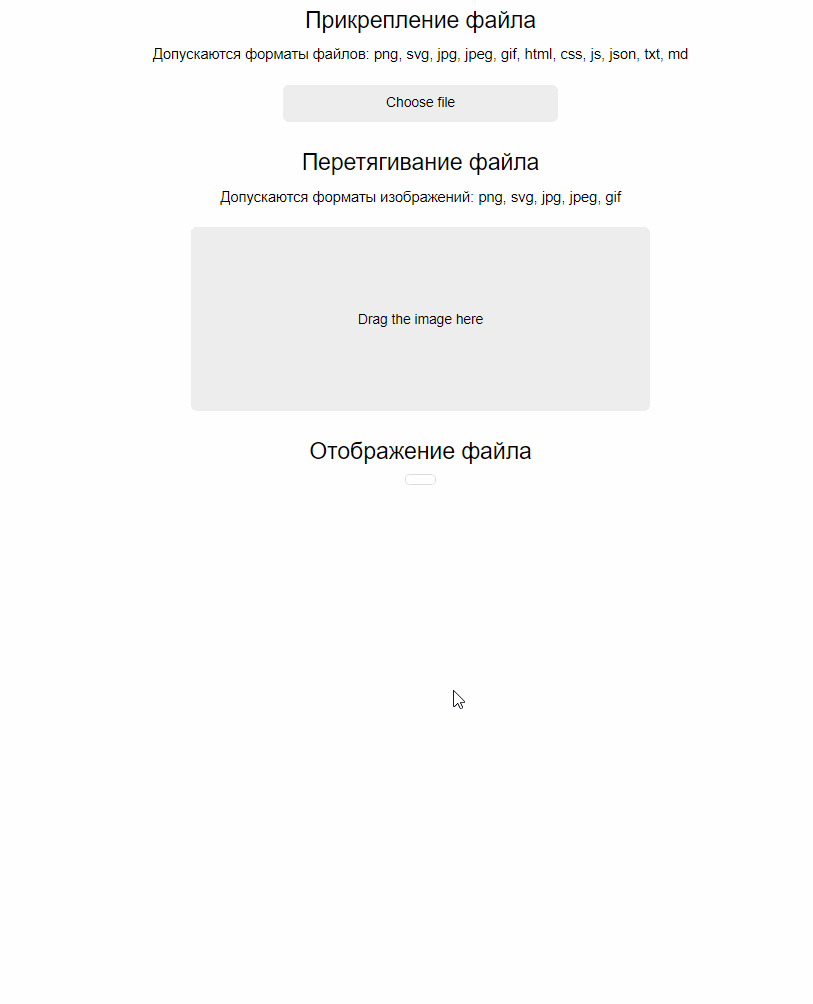 Прикрепление файла
Допускаются форматы файлов: png, svg, jpg, jpeg, gif, html, css, js, json, txt, md
Choose file
Перетягивание файла
Допускаются форматы изображений: png, svg, jpg, jpeg, gif
Drag the image here
Отображение файла